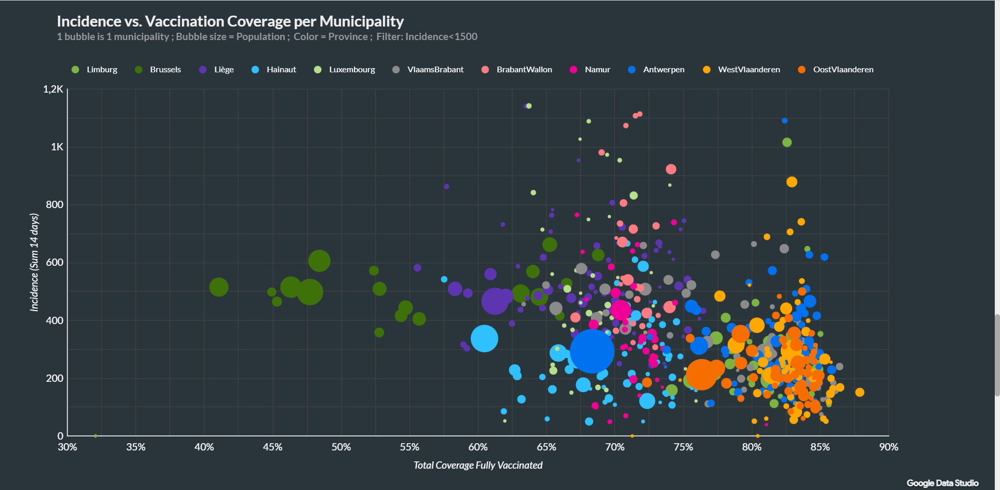 Incidence vs. Vaccination Coverage per Municipality
1 bubble is 1 municipality ; Bubble size = Population ;  Color = Province ;  Filter: Incidence<1500
Limburg Brussels Liège Hainaut Luxembourg VlaamsBrabant BrabantWallon Namur Antwerpen WestVlaanderen OostVlaanderen
1,2K
1K
800
600
400
200
0
Incidence (Sum 14 days)
30% 35% 40% 45% 50% 55% 60% 65% 70% 75% 80% 85% 90%
Total Coverage Fully Vaccinated
Google Data Studio